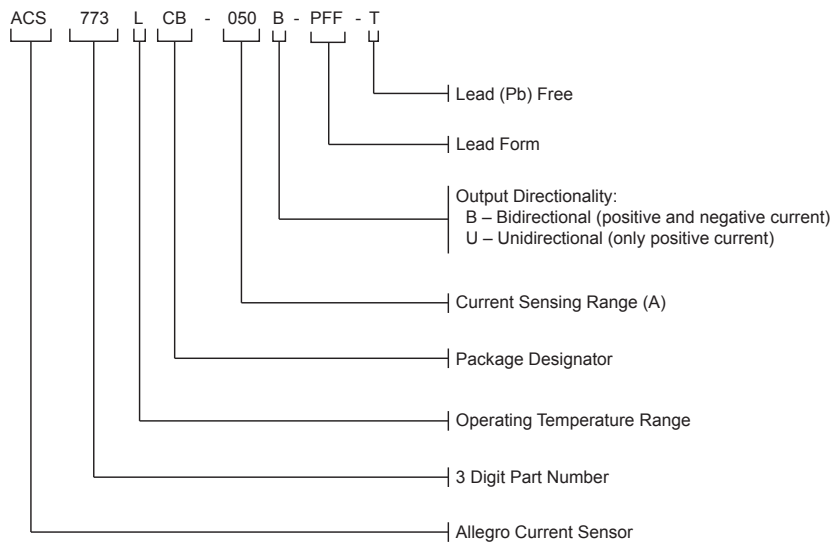 ACS 773 L CB - 050 B - PFF - T
Lead (Pb) Free
Lead Form
Output Directionality:
B – Bidirectional (positive and negative current)
U – Unidirectional (only positive current)
Current Sensing Range (A)
Package Designator
Operating Temperature Range
3 Digit Part Number
Allegro Current Sensor